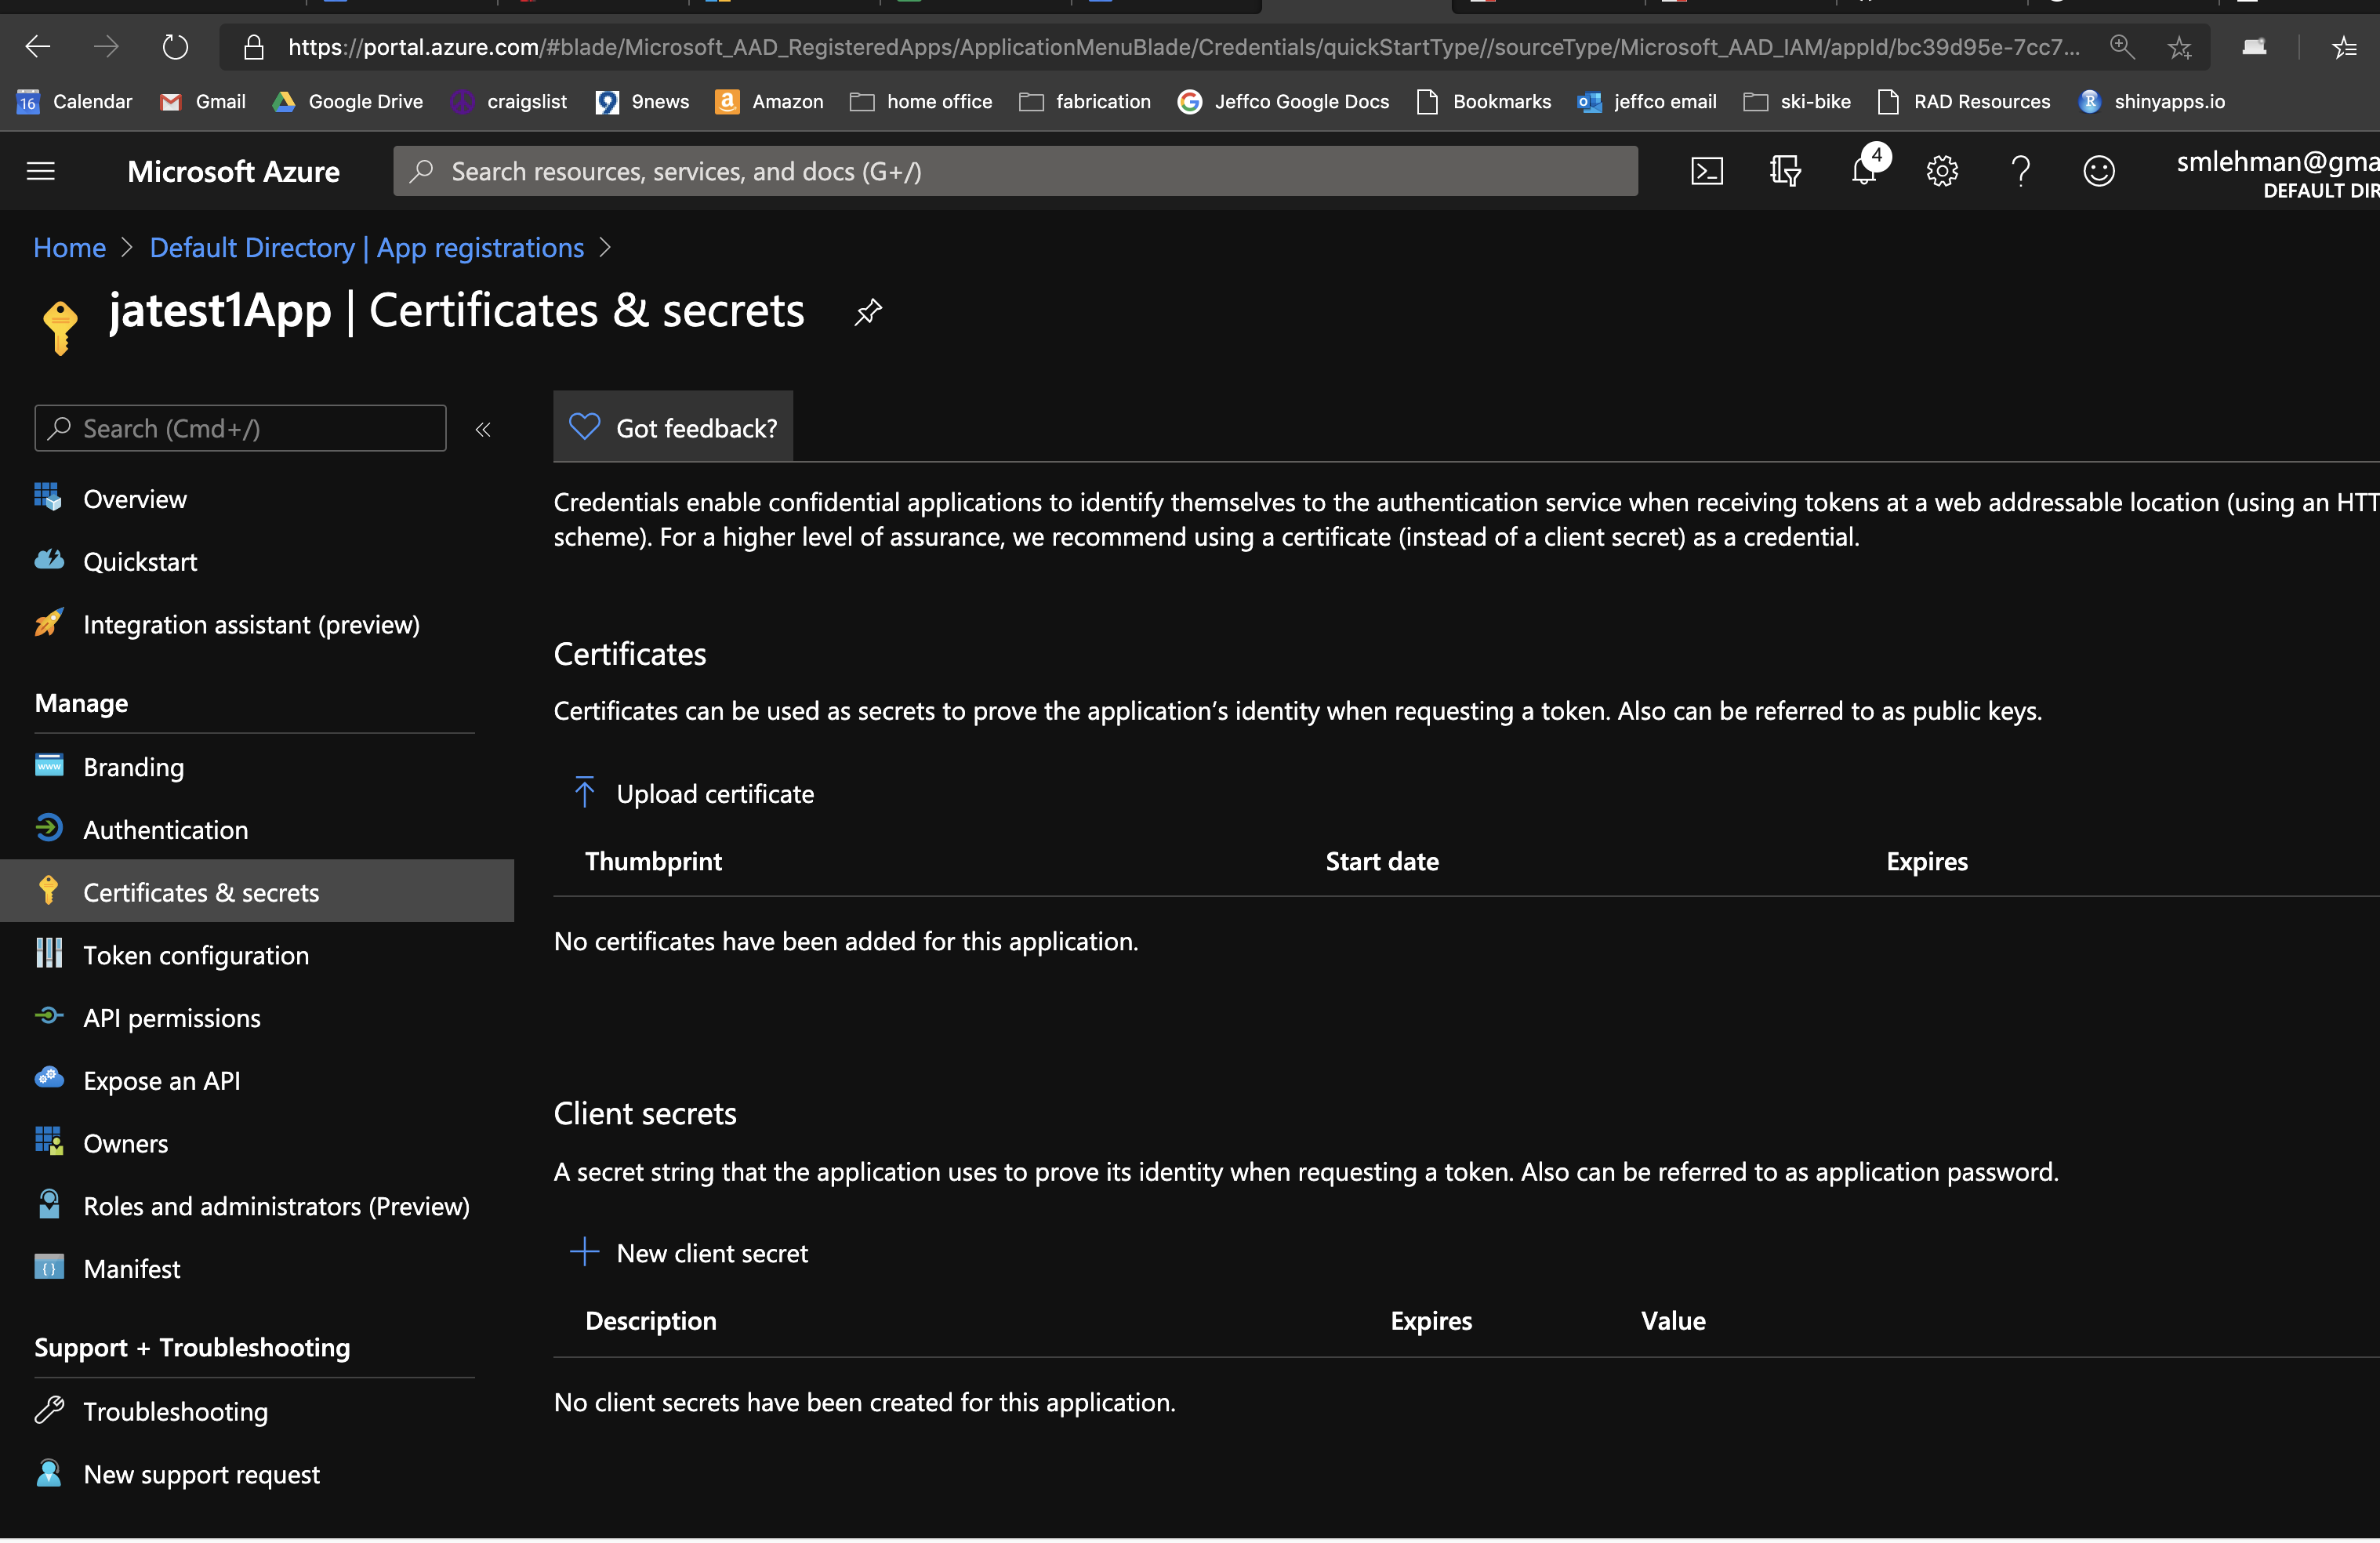 https://portal.azure.com/#blade/Microsoft_AAD_RegisteredApps/ApplicationMenuBlade/Credentials/quickStartType//sourceType/Microsoft_AAD_IAM/appId/bc39d95e-7cc7...
16 Calendar Gmail Google Drive craigslist 9news Amazon home office fabrication Jeffco Google Docs Bookmarks jeffco email ski-bike RAD Resources shinyapps.io
Microsoft Azure
Search resources, services, and docs (G+/)
4
smlehman@gma
DEFAULT DIR
Home > Default Directory | App registrations >
jatest1App | Certificates & secrets
Search (Cmd+/)
Overview
Quickstart
Integration assistant (preview)
Manage
Branding
Authentication
Certificates & secrets
Token configuration
API permissions
Expose an API
Owners
Roles and administrators (Preview)
Manifest
Support + Troubleshooting
Troubleshooting
New support request
Got feedback?
Credentials enable confidential applications to identify themselves to the authentication service when receiving tokens at a web addressable location (using an HTT
scheme). For a higher level of assurance, we recommend using a certificate (instead of a client secret) as a credential.
Certificates
Certificates can be used as secrets to prove the application’s identity when requesting a token. Also can be referred to as public keys.
Upload certificate
Thumbprint Start date Expires
No certificates have been added for this application.
Client secrets
A secret string that the application uses to prove its identity when requesting a token. Also can be referred to as application password.
New client secret
Description Expires Value
No client secrets have been created for this application.